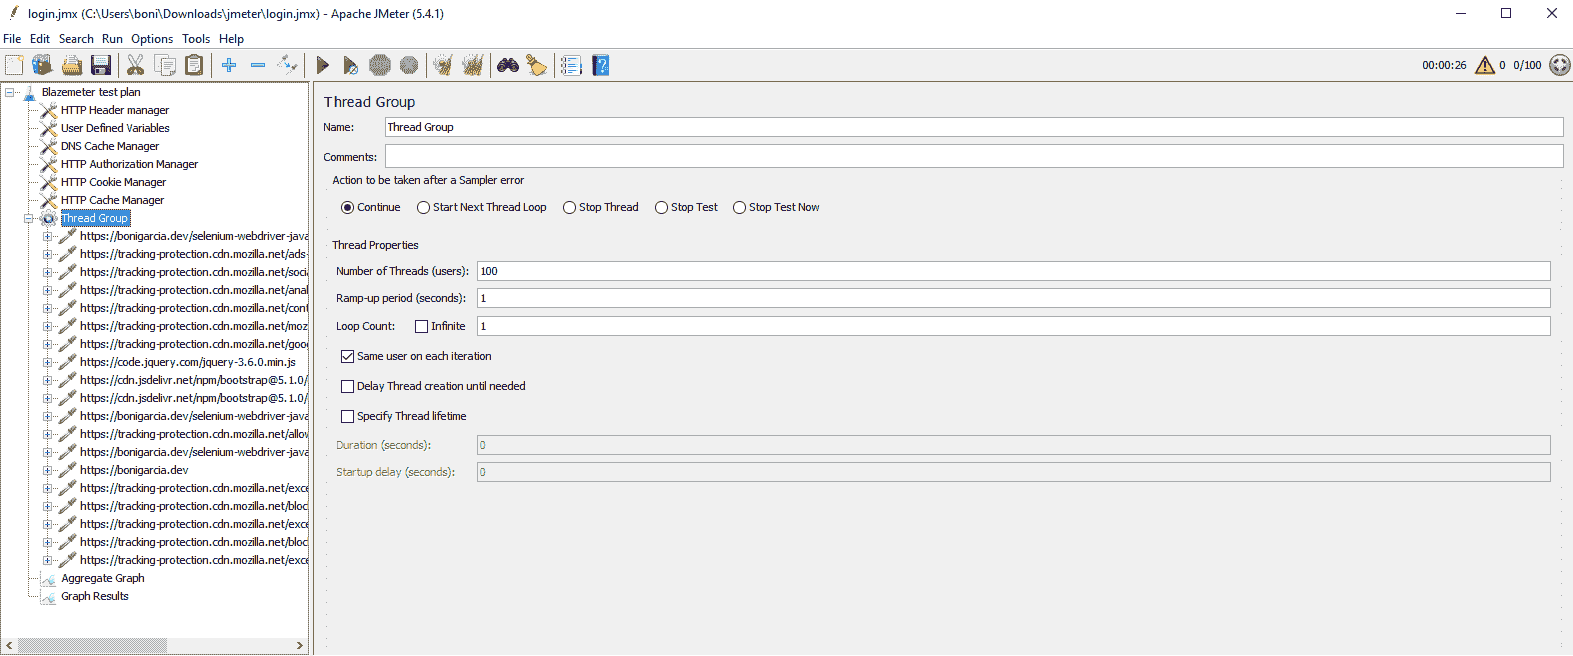 login.jmx (C:\Users\boni\Downloads\jmeter\login.jmx) - Apache JMeter (5.4.1)
File Edit Search Run Options Tools Help
00:00:26 0 0/100
Blazemeter test plan
HTTP Header manager
User Defined Variables
DNS Cache Manager
HTTP Authorization Manager
HTTP Cookie Manager
HTTP Cache Manager
Thread Group
https://bonigarcia.dev/selenium-webdriver-java
https://tracking-protection.cdn.mozilla.net/ads-
https://tracking-protection.cdn.mozilla.net/socia
https://tracking-protection.cdn.mozilla.net/anal
https://tracking-protection.cdn.mozilla.net/cont
https://tracking-protection.cdn.mozilla.net/moz
https://tracking-protection.cdn.mozilla.net/goog
https://code.jquery.com/jquery-3.6.0.min.js
https://cdn.jsdelivr.net/npm/bootstrap@5.1.0/
https://cdn.jsdelivr.net/npm/bootstrap@5.1.0/
https://bonigarcia.dev/selenium-webdriver-java
https://tracking-protection.cdn.mozilla.net/allow
https://bonigarcia.dev/selenium-webdriver-java
https://bonigarcia.dev
https://tracking-protection.cdn.mozilla.net/exce
https://tracking-protection.cdn.mozilla.net/bloc
https://tracking-protection.cdn.mozilla.net/exce
https://tracking-protection.cdn.mozilla.net/bloc
https://tracking-protection.cdn.mozilla.net/exce
Aggregate Graph
Graph Results
Thread Group
Name: Thread Group
Comments:
Action to be taken after a Sampler error
Continue Start Next Thread Loop Stop Thread Stop Test Stop Test Now
Thread Properties
Number of Threads (users): 100
Ramp-up period (seconds): 1
Loop Count: Infinite 1
Same user on each iteration
Delay Thread creation until needed
Specify Thread lifetime
Duration (seconds): 0
Startup delay (seconds): 0